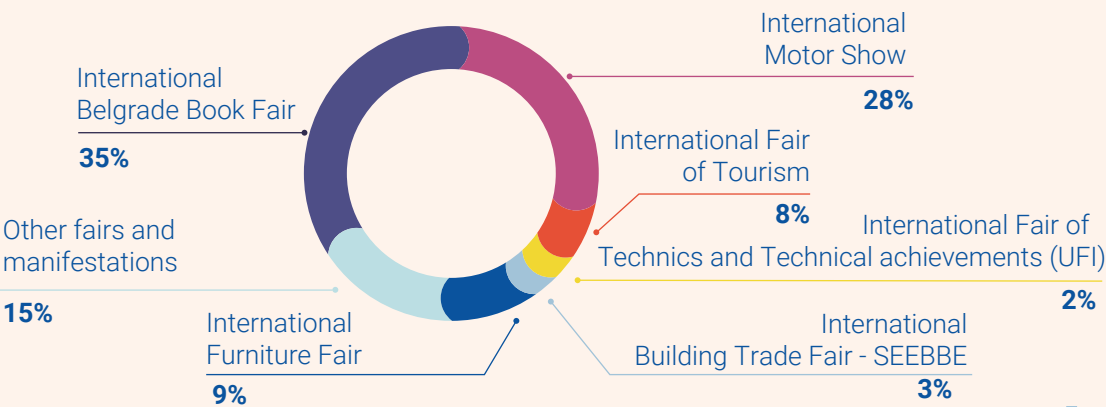 International
Motor Show
28%
International
Belgrade Book Fair
35%
International Fair
of Tourism
8%
Other fairs and
manifestations
15%
International Fair of
Technics and Technical achievements (UFI)
2%
International
Furniture Fair
9%
International
Building Trade Fair - SEEBBE
3%